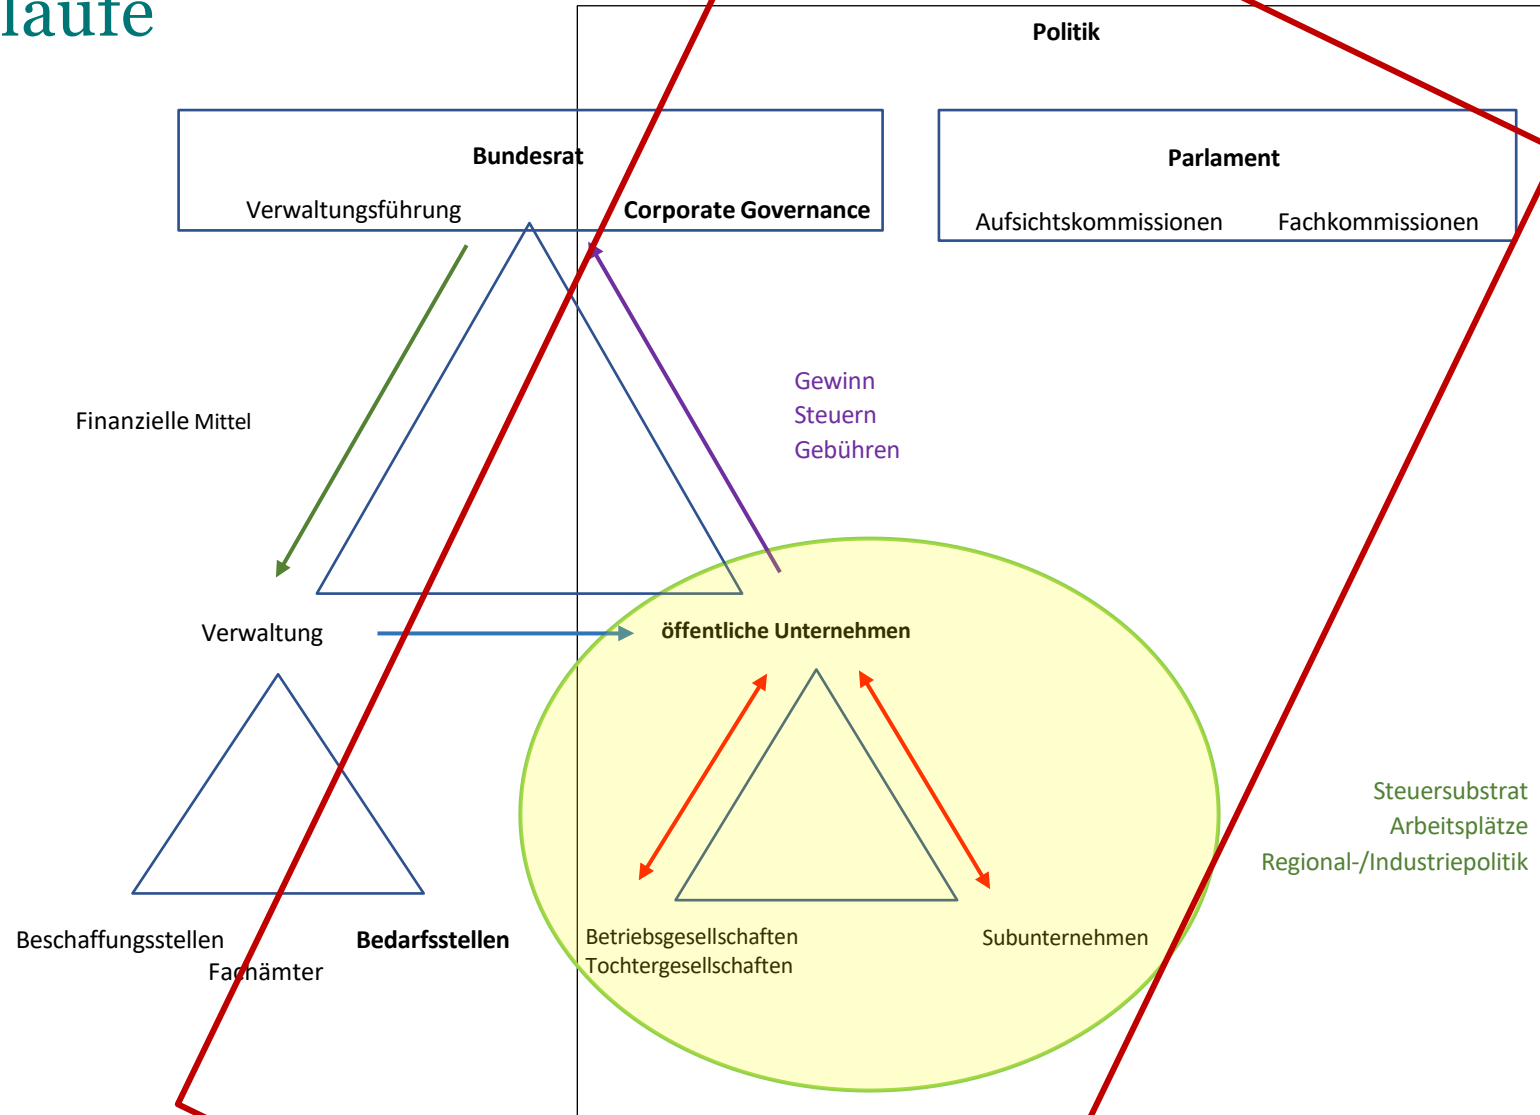 läufe
Politik
Bundesrat
Verwaltungsführung
Corporate Governance
Parlament
Aufsichtskommissionen
Fachkommissionen
Finanzielle Mittel
Gewinn
Steuern
Gebühren
Verwaltung
öffentliche Unternehmen
Steuersubstrat
Arbeitsplätze
Regional-/Industriepolitik
Beschaffungsstellen
Bedarfsstellen
Fachämter
Betriebsgesellschaften
Tochtergesellschaften
Subunternehmen